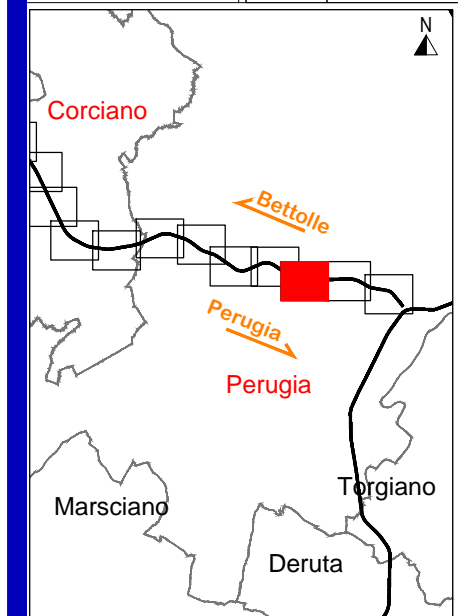 N
Corciano
Bettolle
Perugia
Perugia
Torgiano
Marsciano
Deruta